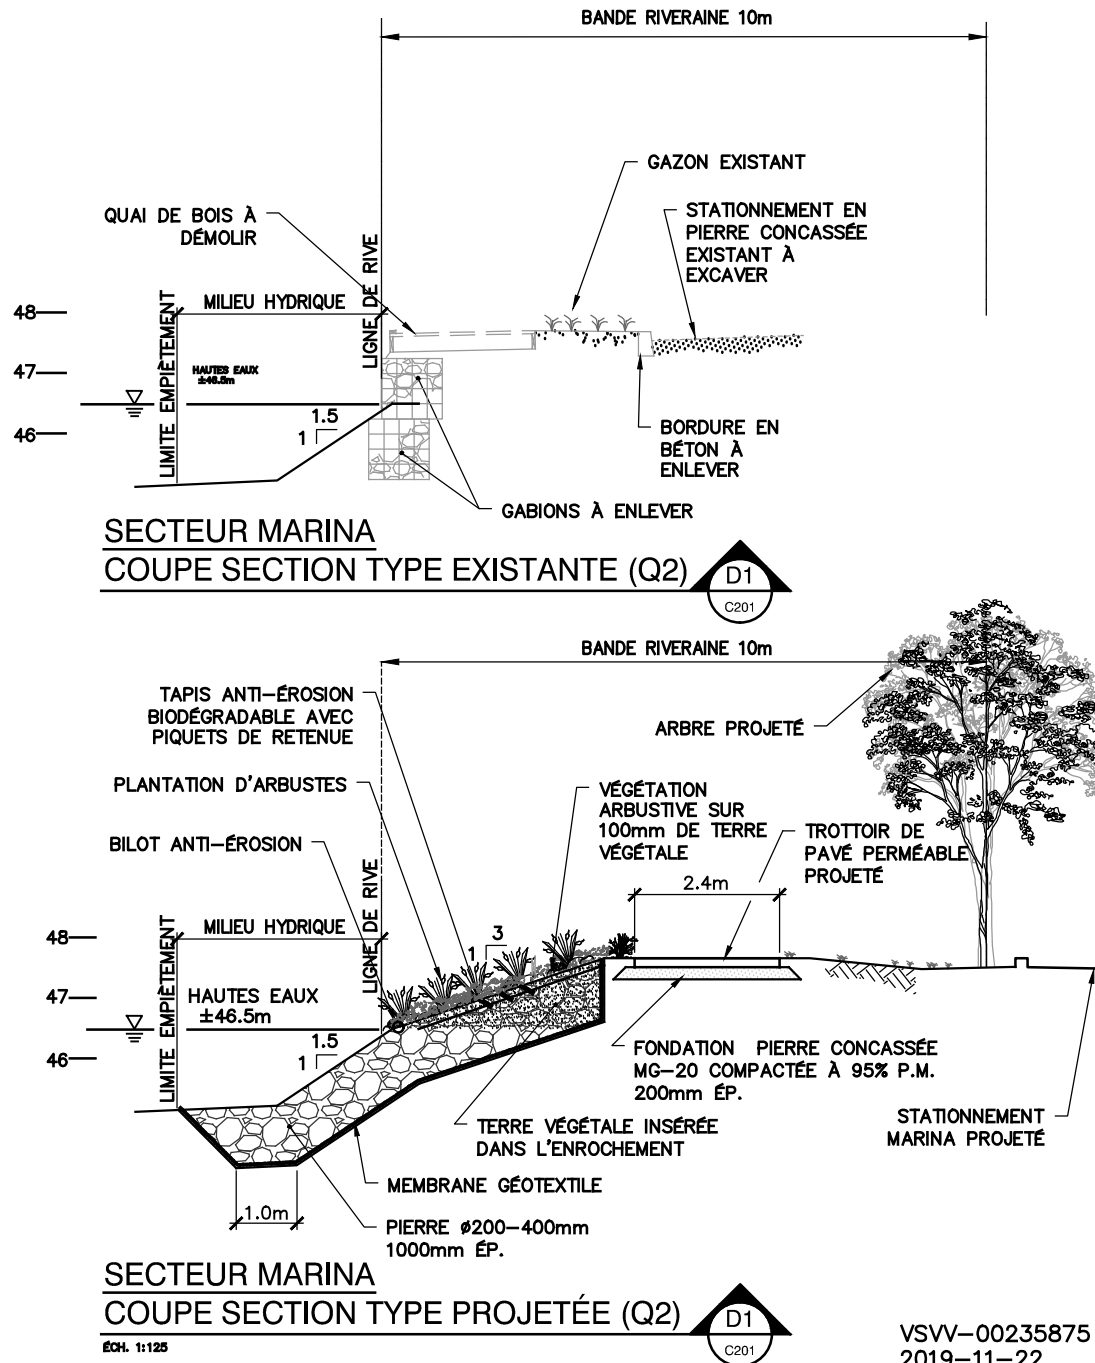 BANDE RIVERAINE 10m
GAZON EXISTANT
QUAI DE BOIS À
DÉMOLIR
STATIONNEMENT EN
PIERRE CONCASSÉE
EXISTANT À
EXCAVER
LIGNE DE RIVE
LIMITE EMPIÈTEMENT
MILIEU HYDRIQUE
48
47
46
HAUTES EAUX
±46.5m
1.5
1
BORDURE EN
BÉTON À
ENLEVER
GABIONS À ENLEVER
SECTEUR MARINA
COUPE SECTION TYPE EXISTANTE (Q2)
D1
C201
BANDE RIVERAINE 10m
TAPIS ANTI-ÉROSION
BIODÉGRADABLE AVEC
PIQUETS DE RETENUE
ARBRE PROJETÉ
PLANTATION D'ARBUSTES
VÉGÉTATION
ARBUSTIVE SUR
100mm DE TERRE
VÉGÉTALE
BILOT ANTI-ÉROSION
TROTTOIR DE
PAVÉ PERMÉABLE
PROJETÉ
2.4m
LIGNE DE RIVE
LIMITE EMPIÈTEMENT
MILIEU HYDRIQUE
3
1
48
47
46
HAUTES EAUX
±46.5m
1.5
1
FONDATION PIERRE CONCASSÉE
MG-20 COMPACTÉE À 95% P.M.
200mm ÉP.
STATIONNEMENT
MARINA PROJETÉ
TERRE VÉGÉTALE INSÉRÉE
DANS L'ENROCHEMENT
MEMBRANE GÉOTEXTILE
1.0m
PIERRE ø200-400mm
1000mm ÉP.
SECTEUR MARINA
COUPE SECTION TYPE PROJETÉE (Q2)
D1
C201
ÉCH. 1:125
VSVV-00235875
2019-11-22